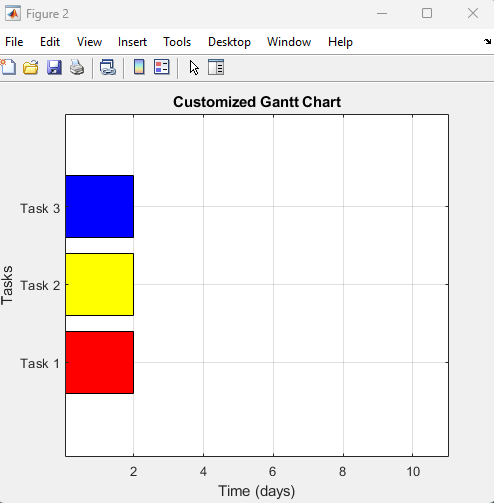 Figure 2
File Edit View Insert Tools Desktop Window Help
Customized Gantt Chart
Task 3
Task 2
Task 1
Tasks
2 4 6 8 10
Time (days)